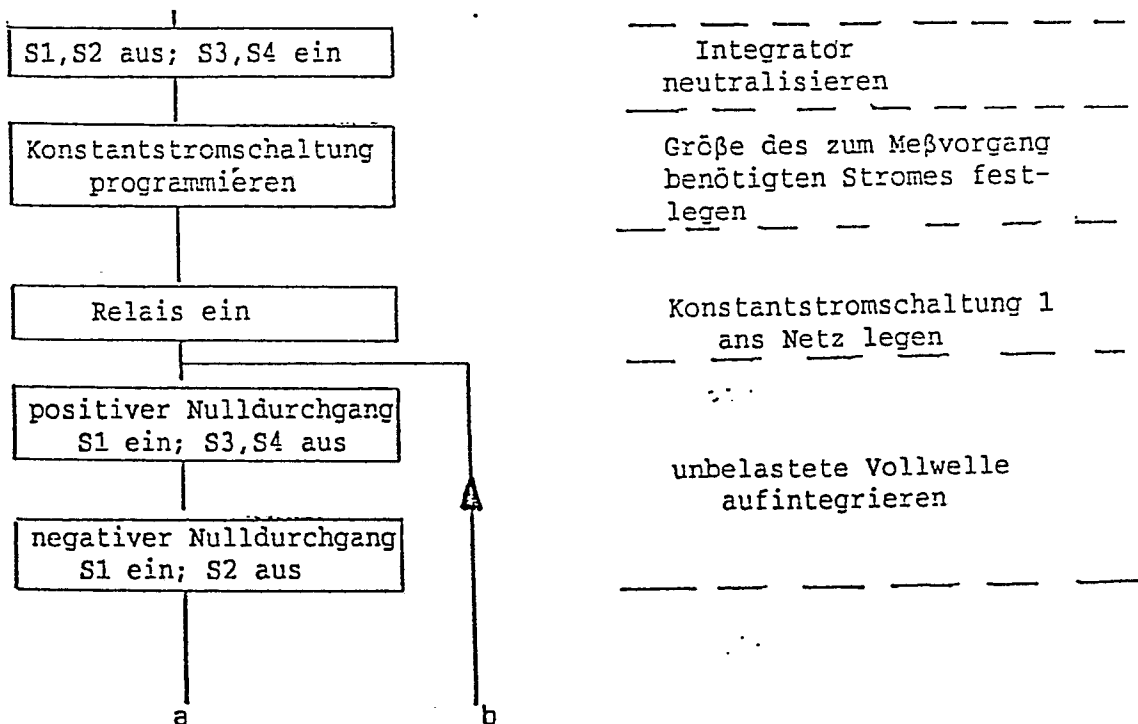 S1,S2 aus; S3,S4 ein
Integrator
neutralisieren
Konstantstromschaltung
programmieren
Größe des zum Meßvorgang
benötigten Stromes fest-
legen
Relais ein
Konstantstromschaltung 1
ans Netz legen
positiver Nulldurchgang
S1 ein; S3,S4 aus
unbelastete Vollwelle
aufintegrieren
negativer Nulldurchgang
S1 ein; S2 aus
a
b